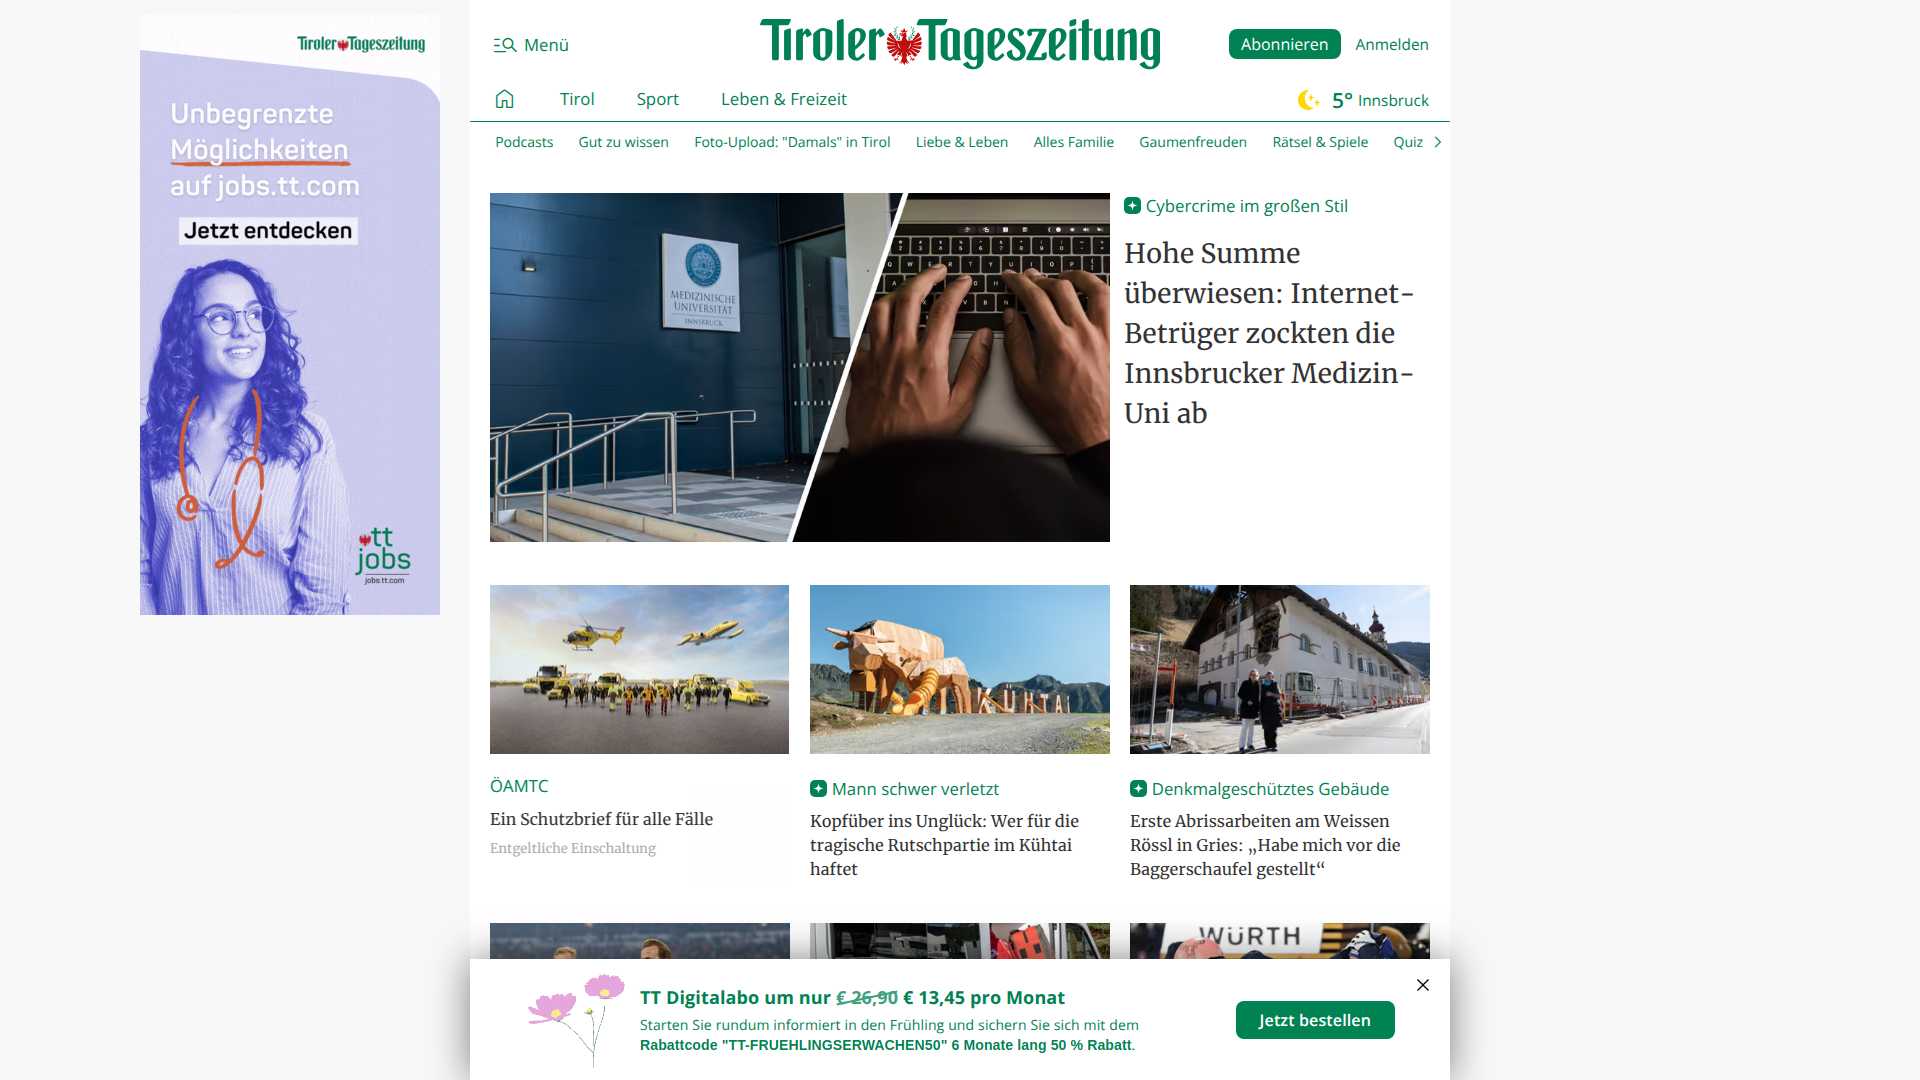 Tiroler Tageszeitung
Unbegrenzte
Möglichkeiten
auf jobs.tt.com
Jetzt entdecken
tt
jobs
jobs.tt.com
Menü
Tiroler Tageszeitung
Abonnieren
Anmelden
Tirol
Sport
Leben & Freizeit
5° Innsbruck
Podcasts
Gut zu wissen
Foto-Upload: "Damals" in Tirol
Liebe & Leben
Alles Familie
Gaumenfreuden
Rätsel & Spiele
Quiz
MEDIZINISCHE
UNIVERSITÄT
INNSBRUCK
Cybercrime im großen Stil
Hohe Summe
überwiesen: Internet-
Betrüger zockten die
Innsbrucker Medizin-
Uni ab
KÜHTAI
ÖAMTC
Ein Schutzbrief für alle Fälle
Entgeltliche Einschaltung
Mann schwer verletzt
Kopfüber ins Unglück: Wer für die
tragische Rutschpartie im Kühtai
haftet
Denkmalgeschütztes Gebäude
Erste Abrissarbeiten am Weissen
Rössl in Gries: „Habe mich vor die
Baggerschaufel gestellt“
WÜRTH
TT Digitalabo um nur € 26,90 € 13,45 pro Monat
Starten Sie rundum informiert in den Frühling und sichern Sie sich mit dem
Rabattcode "TT-FRUEHLINGSERWACHEN50" 6 Monate lang 50 % Rabatt.
Jetzt bestellen